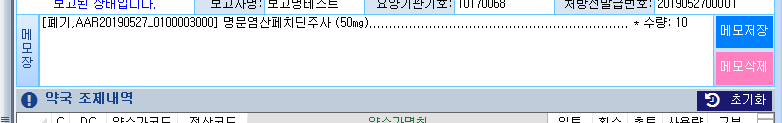 보고된 상태입니다. 보고자명: 보고명테스트 요양기관기호: 10170068 처방전발급번호: 2019052700001
메모장
[폐기,AAR20190527_0100003000] 명문염산페치딘주사 (50mg)........................................................................ * 수량: 10
메모저장
메모삭제
약국 조제내역
초기화
C DC 약속가코드 전산코드 약속가명칭 일투 횟수 총투 사용량 구분